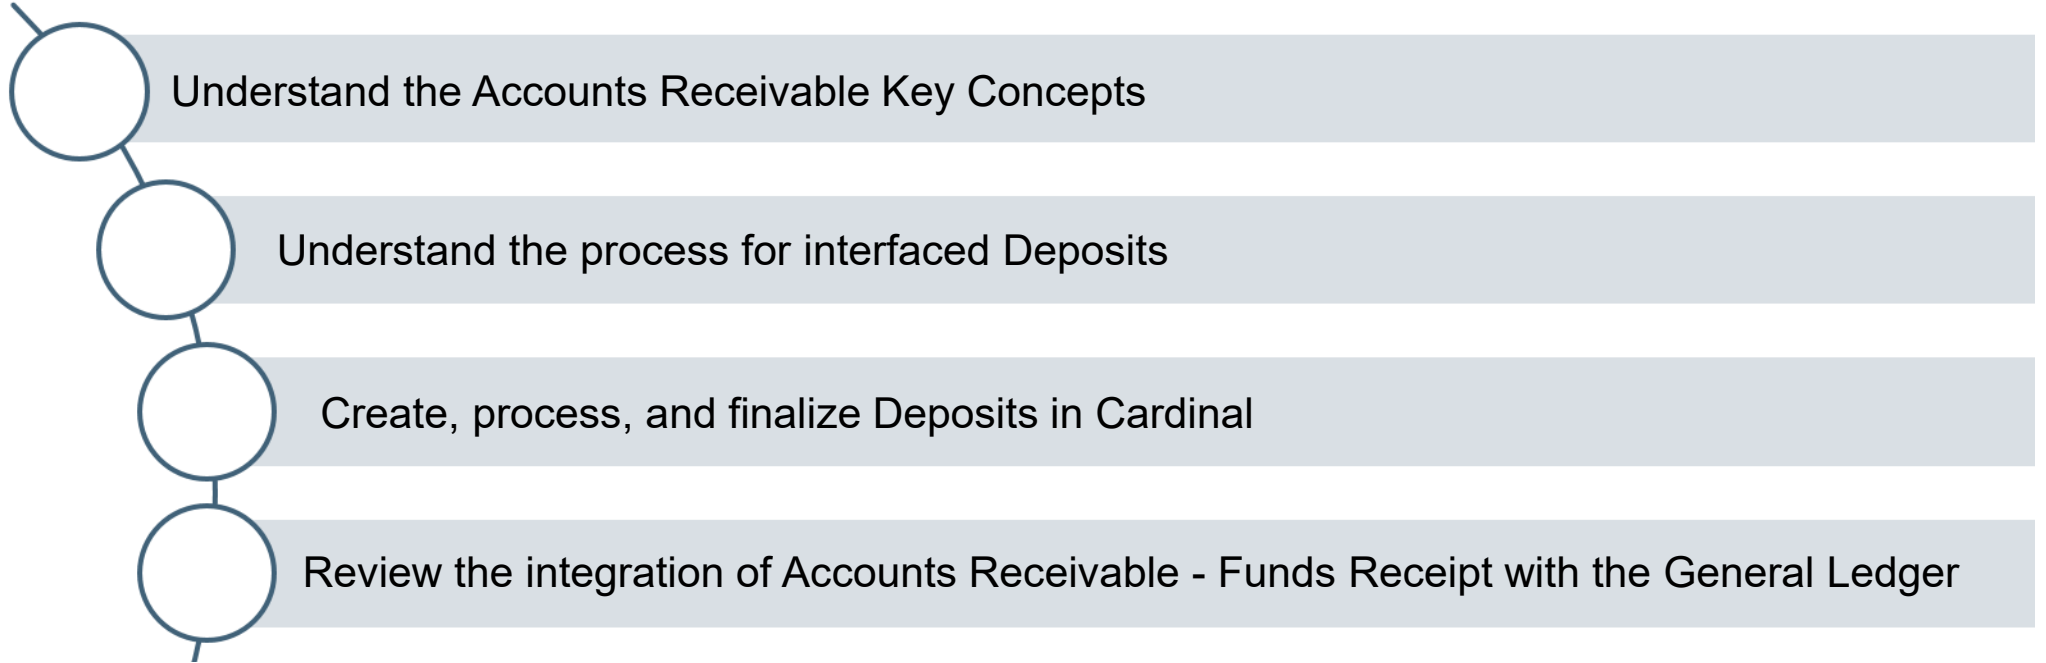 Understand the Accounts Receivable Key Concepts
Understand the process for interfaced Deposits
Create, process, and finalize Deposits in Cardinal
Review the integration of Accounts Receivable - Funds Receipt with the General Ledger